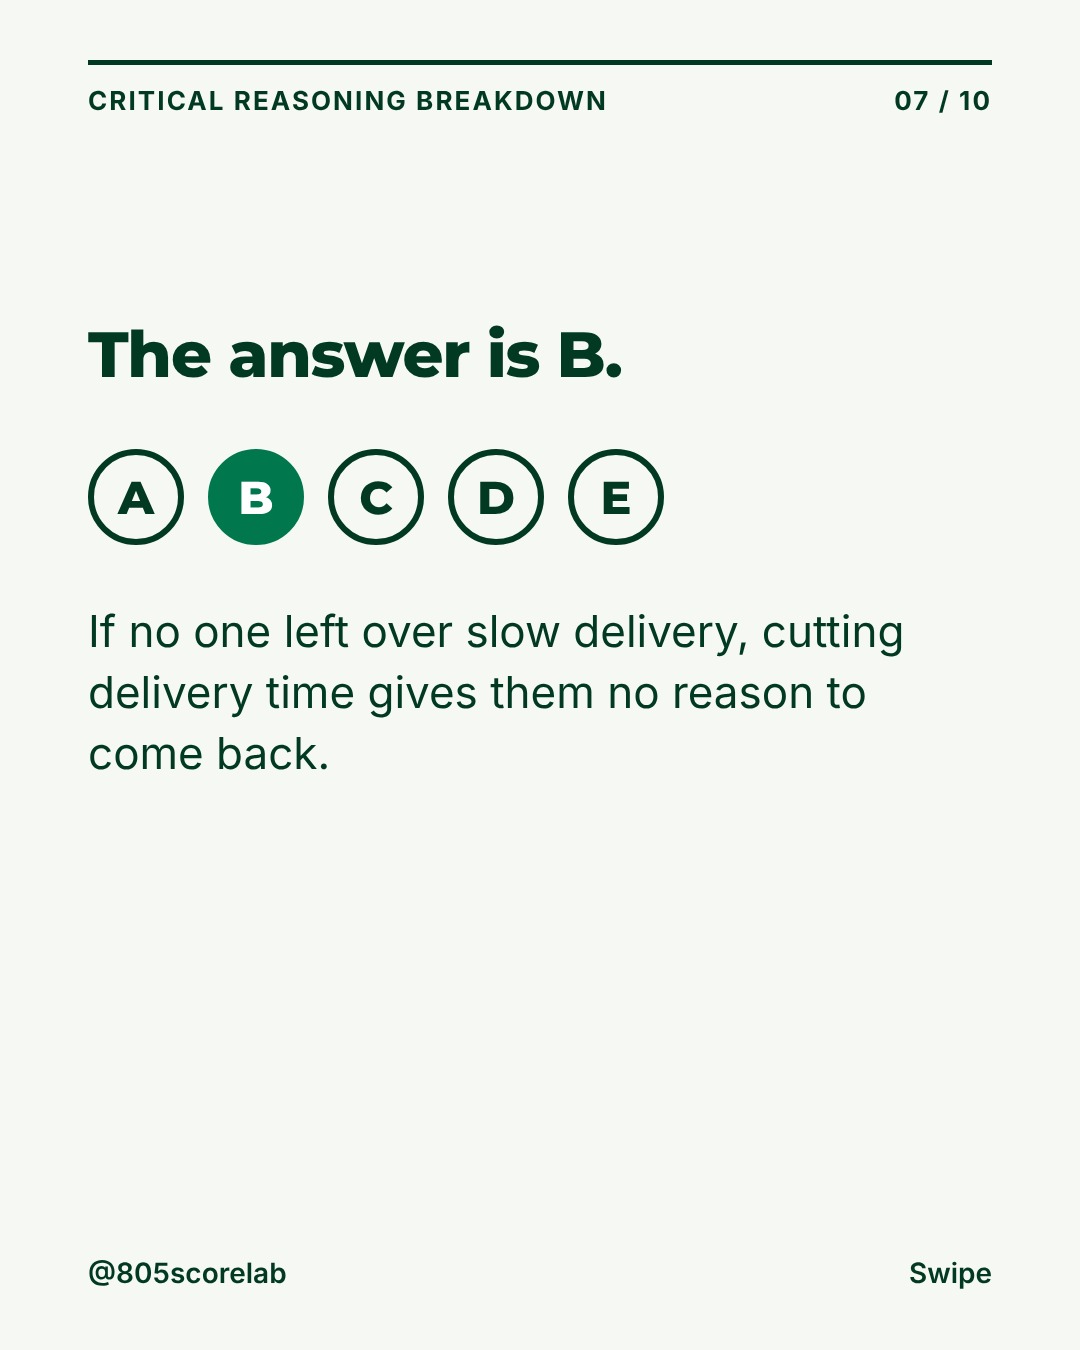 CRITICAL REASONING BREAKDOWN 07 / 10
The answer is B.
A B C D E
If no one left over slow delivery, cutting
delivery time gives them no reason to
come back.
@805scorelab Swipe